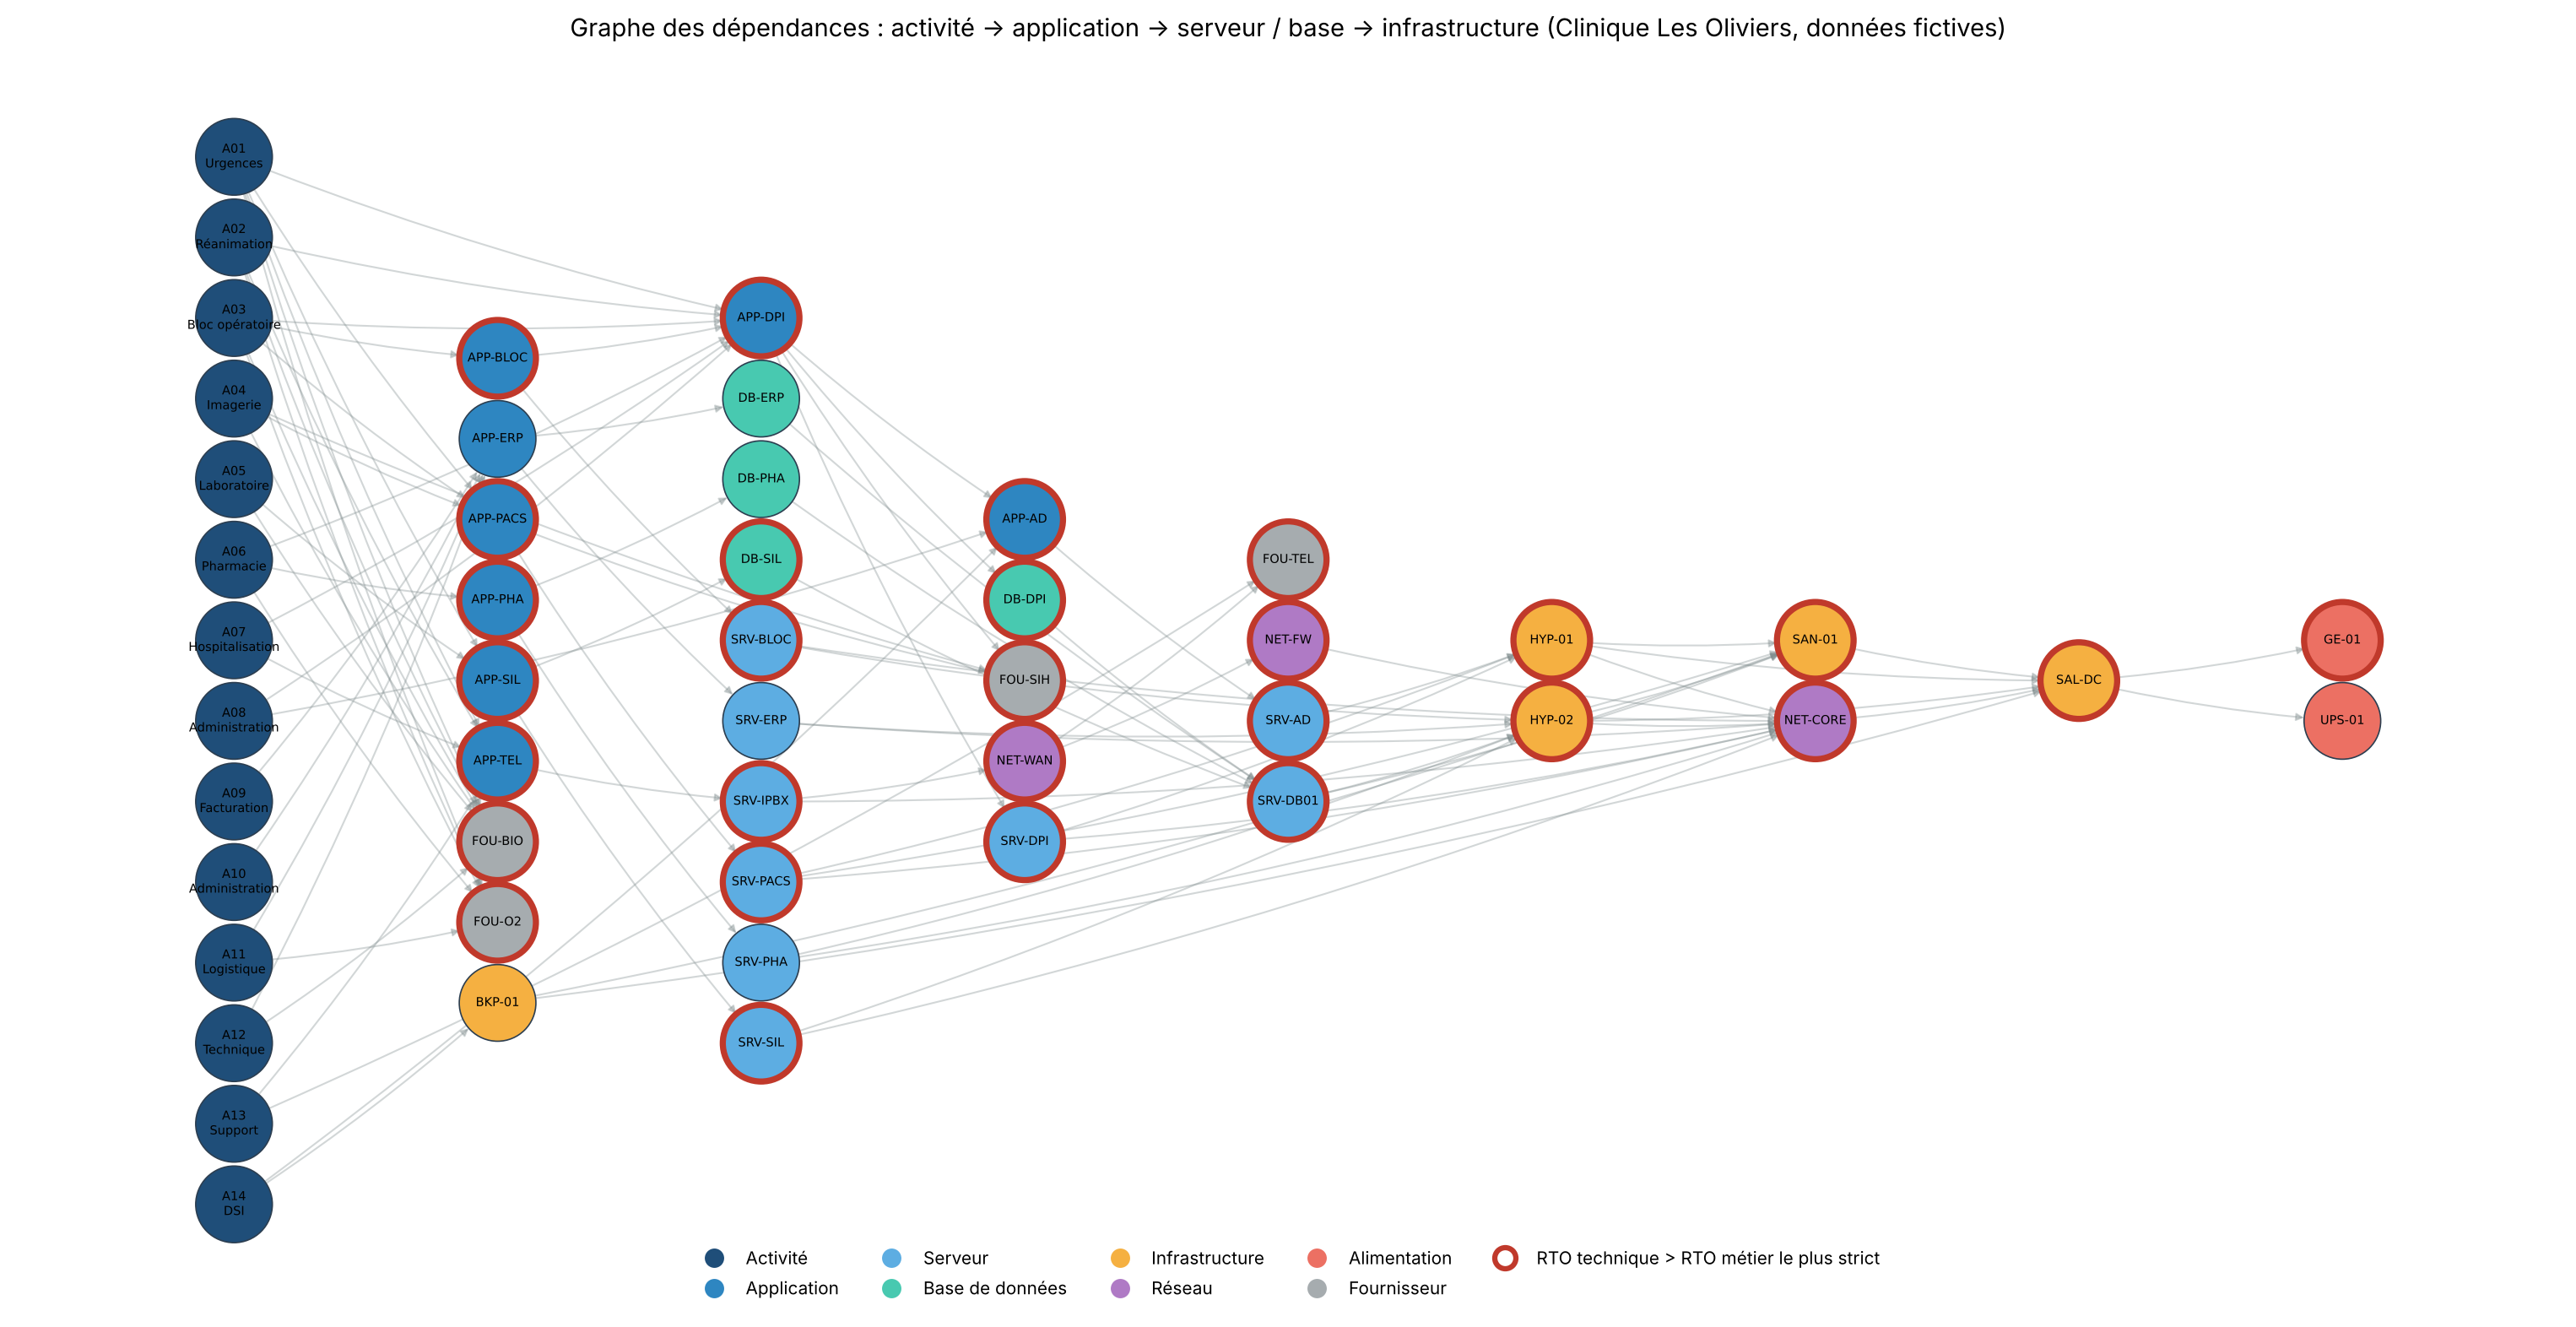 Graphe des dépendances : activité → application → serveur / base → infrastructure (Clinique Les Oliviers, données fictives)
A01
Urgences
A02
Réanimation
A03
Bloc opératoire
A04
Imagerie
A05
Laboratoire
A06
Pharmacie
A07
Hospitalisation
A08
Administration
A09
Facturation
A10
Administration
A11
Logistique
A12
Technique
A13
Support
A14
DSI
APP-BLOC
APP-ERP
APP-PACS
APP-PHA
APP-SIL
APP-TEL
FOU-BIO
FOU-O2
BKP-01
APP-DPI
DB-ERP
DB-PHA
DB-SIL
SRV-BLOC
SRV-ERP
SRV-IPBX
SRV-PACS
SRV-PHA
SRV-SIL
APP-AD
DB-DPI
FOU-SIH
NET-WAN
SRV-DPI
FOU-TEL
NET-FW
SRV-AD
SRV-DB01
HYP-01
HYP-02
SAN-01
NET-CORE
SAL-DC
GE-01
UPS-01
Activité
Application
Serveur
Base de données
Infrastructure
Réseau
Alimentation
Fournisseur
RTO technique > RTO métier le plus strict